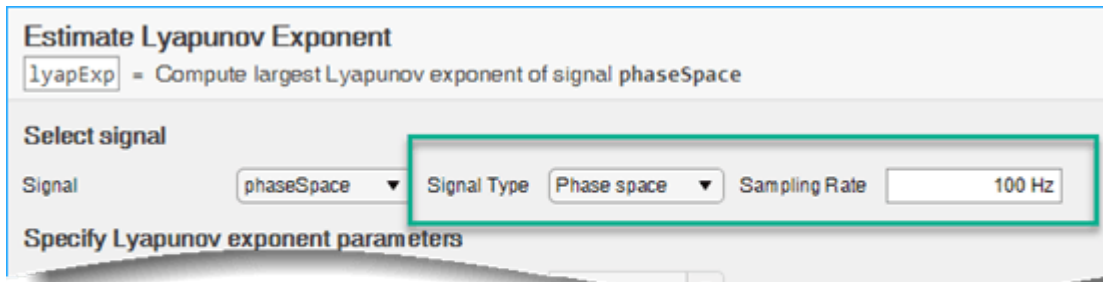 Estimate Lyapunov Exponent
lyapExp = Compute largest Lyapunov exponent of signal phaseSpace
Select signal
Signal phaseSpace Signal Type Phase space Sampling Rate 100 Hz
Specify Lyapunov exponent parameters